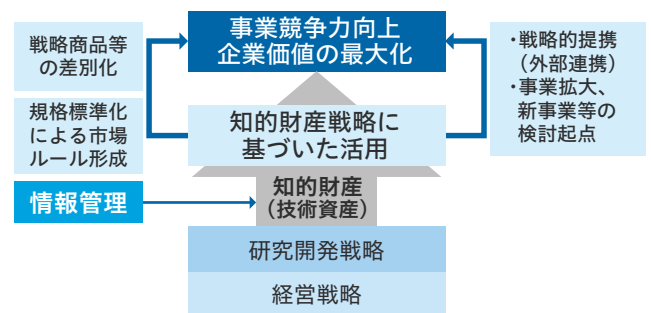 事業競争力向上
企業価値の最大化
戦略商品等
の差別化
規格標準化
による市場
ルール形成
・戦略的提携
（外部連携）
・事業拡大、
新事業等の
検討起点
知的財産戦略に
基づいた活用
情報管理
知的財産
（技術資産）
研究開発戦略
経営戦略